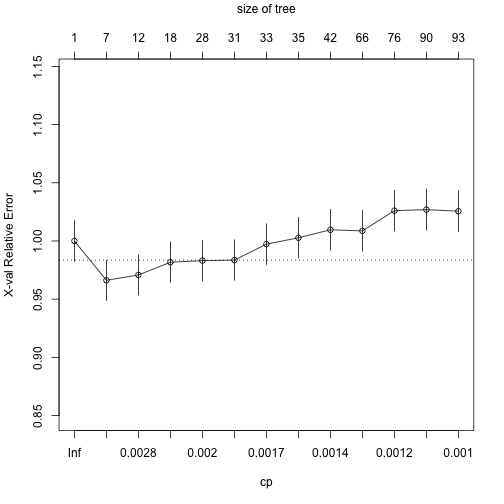 size of tree
1 7 12 18 28 31 33 35 42 66 76 90 93
X-val Relative Error
1.15
1.10
1.05
1.00
0.95
0.90
0.85
Inf 0.0028 0.002 0.0017 0.0014 0.0012 0.001
cp